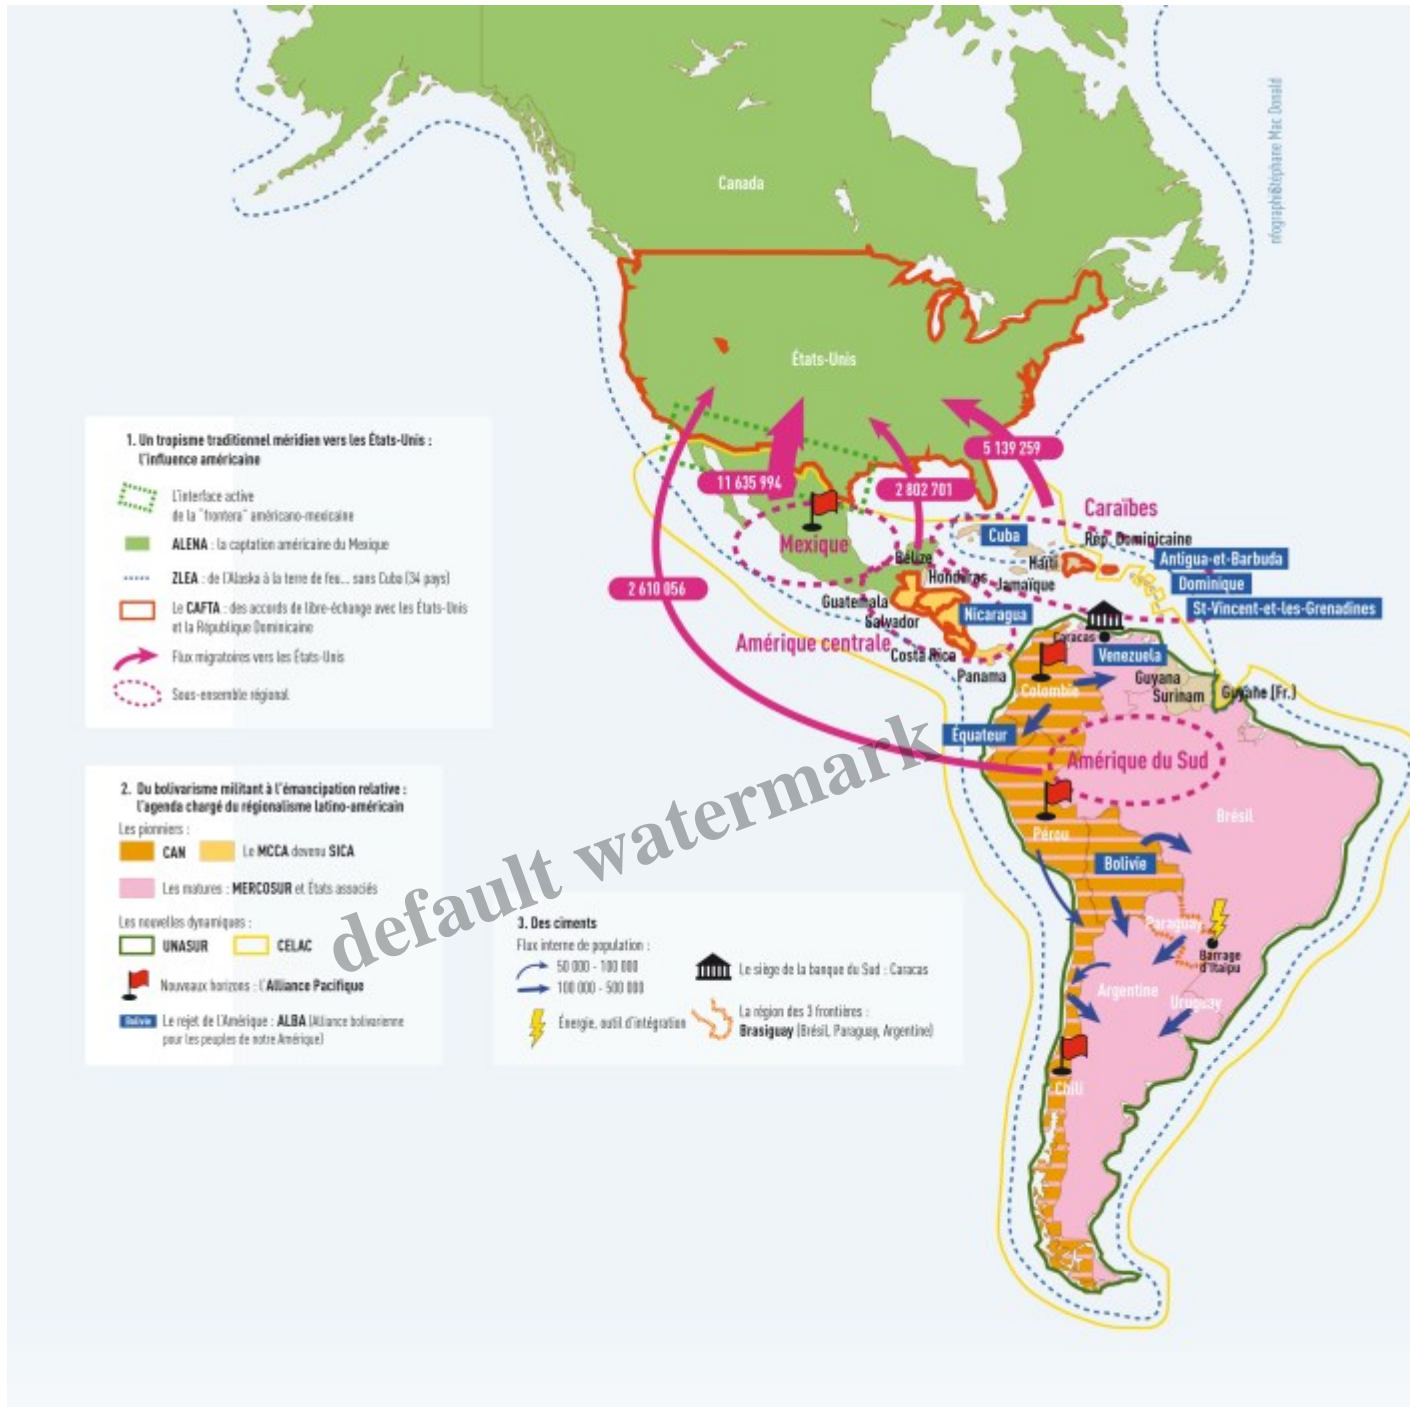 nfographiStéphane Mac Donald
Canada
États-Unis
5 139 259
11 635 994
2 802 701
2 610 056
Caraïbes
Mexique
Cuba
Rép. Dominicaine
Belize
Haïti
Antigua-et-Barbuda
Honduras
Jamaïque
Dominique
Guatemala
St-Vincent-et-les-Grenadines
Salvador
Nicaragua
Amérique centrale
Costa Rica
Caracas
Venezuela
Panama
Colombie
Guyana
Surinam
Guyane (Fr.)
Équateur
Amérique du Sud
Brésil
Pérou
Bolivie
Paraguay
Barrage
d'Itaipu
Argentine
Uruguay
Chili
1. Un tropisme traditionnel méridien vers les États-Unis :
l'influence américaine
L'interface active
de la "frontera" américano-mexicaine
ALENA : la captation américaine du Mexique
ZLEA : de l'Alaska à la terre de feu... sans Cuba (34 pays)
Le CAFTA : des accords de libre-échange avec les États-Unis
et la République Dominicaine
Flux migratoires vers les États-Unis
Sous-ensemble régional
2. Du bolivarisme militant à l'émancipation relative :
l'agenda chargé du régionalisme latino-américain
Les pionniers :
CAN Le MCCA devenu SICA
Les matures : MERCOSUR et États associés
Les nouvelles dynamiques :
UNASUR CELAC
Nouveaux horizons : l'Alliance Pacifique
Bolivie Le rejet de l'Amérique : ALBA (Alliance bolivarienne
pour les peuples de notre Amérique)
3. Des ciments
Flux interne de population :
50 000 - 100 000
100 000 - 500 000
Énergie, outil d'intégration
Le siège de la banque du Sud : Caracas
La région des 3 frontières :
Brasiguay (Brésil, Paraguay, Argentine)
default watermark